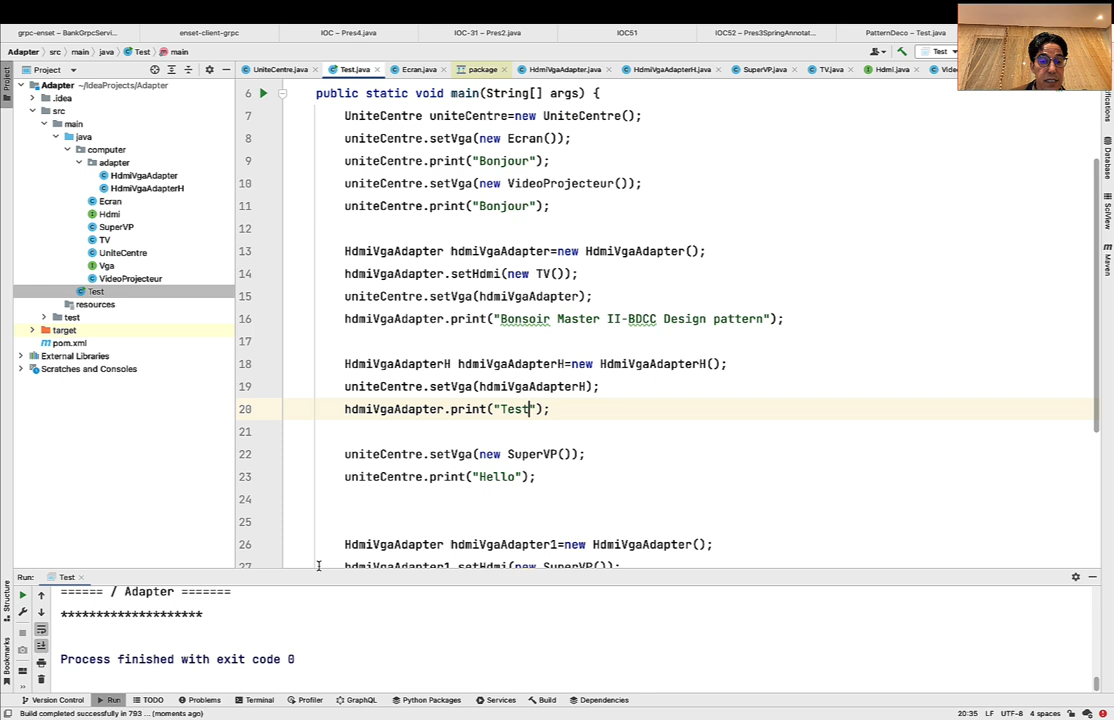 grpc-enset – BankGrpcServi...
enset-client-grpc
IOC – Pres4.java
IOC-31 – Pres2.java
IOC51
IOC52 – Pres3SpringAnnotat...
PatternDeco – Test.java
Adapter
src
main
java
Test
main
Test
Project
UniteCentre.java
Test.java
Ecran.java
package
HdmiVgaAdapter.java
HdmiVgaAdapterH.java
SuperVP.java
TV.java
Hdmi.java
Project
Adapter ~/IdeaProjects/Adapter
.idea
src
main
java
computer
adapter
HdmiVgaAdapter
HdmiVgaAdapterH
Ecran
Hdmi
SuperVP
TV
UniteCentre
Vga
VideoProjecteur
Test
resources
test
target
pom.xml
External Libraries
Scratches and Consoles
6 public static void main(String[] args) {
7 UniteCentre uniteCentre=new UniteCentre();
8 uniteCentre.setVga(new Ecran());
9 uniteCentre.print("Bonjour");
10 uniteCentre.setVga(new VideoProjecteur());
11 uniteCentre.print("Bonjour");
12
13 HdmiVgaAdapter hdmiVgaAdapter=new HdmiVgaAdapter();
14 hdmiVgaAdapter.setHdmi(new TV());
15 uniteCentre.setVga(hdmiVgaAdapter);
16 hdmiVgaAdapter.print("Bonsoir Master II-BDCC Design pattern");
17
18 HdmiVgaAdapterH hdmiVgaAdapterH=new HdmiVgaAdapterH();
19 uniteCentre.setVga(hdmiVgaAdapterH);
20 hdmiVgaAdapter.print("Test");
21
22 uniteCentre.setVga(new SuperVP());
23 uniteCentre.print("Hello");
24
25
26 HdmiVgaAdapter hdmiVgaAdapter1=new HdmiVgaAdapter();
27 hdmiVgaAdapter1.setHdmi(new SuperVP());
Database
SciView
Maven
Structure
Bookmarks
Run: Test
====== / Adapter =======
********************
Process finished with exit code 0
Version Control
Run
TODO
Problems
Terminal
Profiler
GraphQL
Python Packages
Services
Build
Dependencies
Build completed successfully in 793 ... (moments ago)
20:35 LF UTF-8 4 spaces